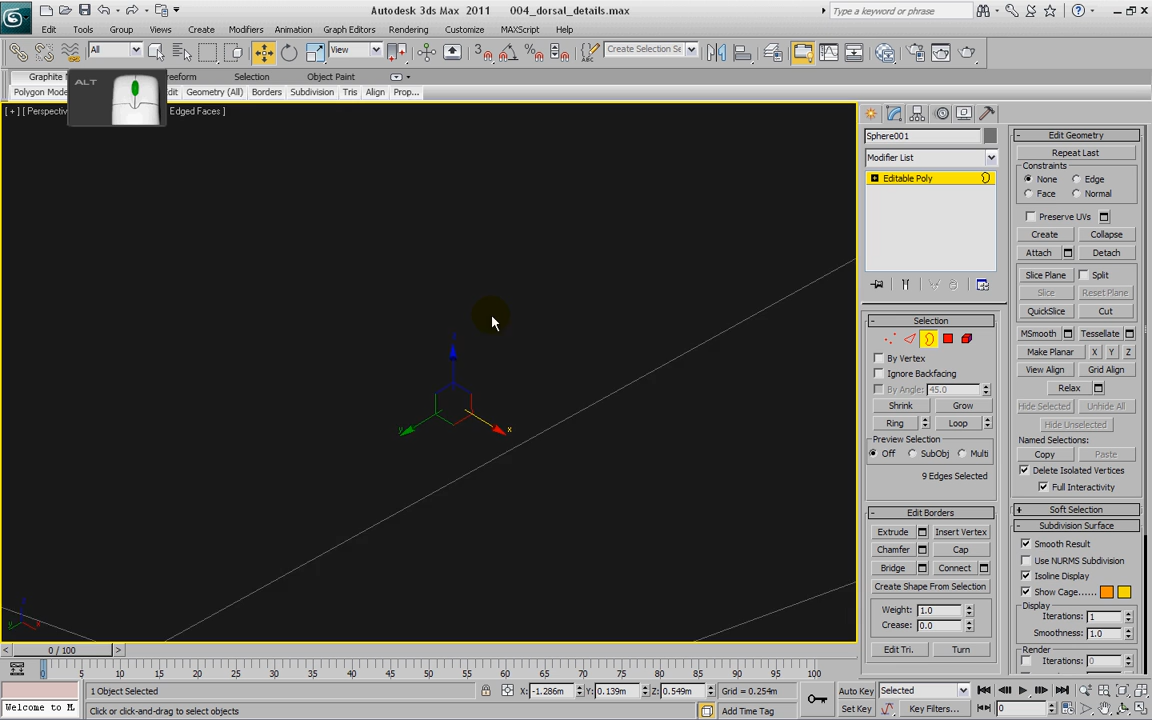 Autodesk 3ds Max 2011    004_dorsal_details.max
Type a keyword or phrase
Edit Tools Group Views Create Modifiers Animation Graph Editors Rendering Customize MAXScript Help
All View Create Selection Se
Graphite M reeform Selection Object Paint
Polygon Mode dit Geometry (All) Borders Subdivision Tris Align Prop...
ALT
[ + ] [ Perspectiv Edged Faces ]
x
y
Sphere001
Modifier List
Editable Poly
Selection
By Vertex
Ignore Backfacing
By Angle: 45.0
Shrink Grow
Ring Loop
Preview Selection
Off SubObj Multi
9 Edges Selected
Edit Borders
Extrude Insert Vertex
Chamfer Cap
Bridge Connect
Create Shape From Selection
Weight: 1.0
Crease: 0.0
Edit Tri. Turn
Edit Geometry
Repeat Last
Constraints
None Edge
Face Normal
Preserve UVs
Create Collapse
Attach Detach
Slice Plane Split
Slice Reset Plane
QuickSlice Cut
MSmooth Tessellate
Make Planar X Y Z
View Align Grid Align
Relax
Hide Selected Unhide All
Hide Unselected
Named Selections:
Copy Paste
Delete Isolated Vertices
Full Interactivity
Soft Selection
Subdivision Surface
Smooth Result
Use NURMS Subdivision
Isoline Display
Show Cage......
Display
Iterations: 1
Smoothness: 1.0
Render
Iterations: 0
0 / 100
0 5 10 15 20 25 30 35 40 45 50 55 60 65 70 75 80 85 90 95 100
1 Object Selected X: -1.286m Y: 0.139m Z: 0.549m Grid = 0.254m Auto Key Selected
Welcome to M Click or click-and-drag to select objects Add Time Tag Set Key Key Filters... 0